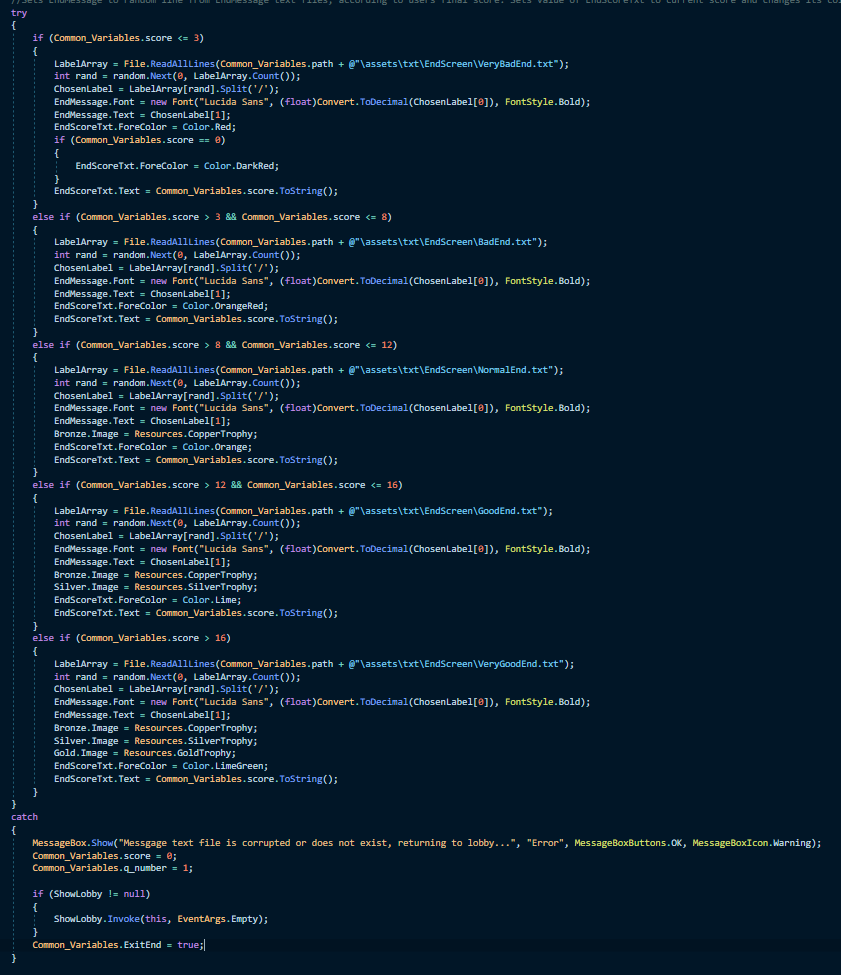 //Sets EndMessage to random line from EndMessage text files, according to users final score. Sets value of EndScoreTxt to current score and changes its co
try
{
if (Common_Variables.score <= 3)
{
LabelArray = File.ReadAllLines(Common_Variables.path + @"\assets\txt\EndScreen\VeryBadEnd.txt");
int rand = random.Next(0, LabelArray.Count());
ChosenLabel = LabelArray[rand].Split('/');
EndMessage.Font = new Font("Lucida Sans", (float)Convert.ToDecimal(ChosenLabel[0]), FontStyle.Bold);
EndMessage.Text = ChosenLabel[1];
EndScoreTxt.ForeColor = Color.Red;
if (Common_Variables.score == 0)
{
EndScoreTxt.ForeColor = Color.DarkRed;
}
EndScoreTxt.Text = Common_Variables.score.ToString();
}
else if (Common_Variables.score > 3 && Common_Variables.score <= 8)
{
LabelArray = File.ReadAllLines(Common_Variables.path + @"\assets\txt\EndScreen\BadEnd.txt");
int rand = random.Next(0, LabelArray.Count());
ChosenLabel = LabelArray[rand].Split('/');
EndMessage.Font = new Font("Lucida Sans", (float)Convert.ToDecimal(ChosenLabel[0]), FontStyle.Bold);
EndMessage.Text = ChosenLabel[1];
EndScoreTxt.ForeColor = Color.OrangeRed;
EndScoreTxt.Text = Common_Variables.score.ToString();
}
else if (Common_Variables.score > 8 && Common_Variables.score <= 12)
{
LabelArray = File.ReadAllLines(Common_Variables.path + @"\assets\txt\EndScreen\NormalEnd.txt");
int rand = random.Next(0, LabelArray.Count());
ChosenLabel = LabelArray[rand].Split('/');
EndMessage.Font = new Font("Lucida Sans", (float)Convert.ToDecimal(ChosenLabel[0]), FontStyle.Bold);
EndMessage.Text = ChosenLabel[1];
Bronze.Image = Resources.CopperTrophy;
EndScoreTxt.ForeColor = Color.Orange;
EndScoreTxt.Text = Common_Variables.score.ToString();
}
else if (Common_Variables.score > 12 && Common_Variables.score <= 16)
{
LabelArray = File.ReadAllLines(Common_Variables.path + @"\assets\txt\EndScreen\GoodEnd.txt");
int rand = random.Next(0, LabelArray.Count());
ChosenLabel = LabelArray[rand].Split('/');
EndMessage.Font = new Font("Lucida Sans", (float)Convert.ToDecimal(ChosenLabel[0]), FontStyle.Bold);
EndMessage.Text = ChosenLabel[1];
Bronze.Image = Resources.CopperTrophy;
Silver.Image = Resources.SilverTrophy;
EndScoreTxt.ForeColor = Color.Lime;
EndScoreTxt.Text = Common_Variables.score.ToString();
}
else if (Common_Variables.score > 16)
{
LabelArray = File.ReadAllLines(Common_Variables.path + @"\assets\txt\EndScreen\VeryGoodEnd.txt");
int rand = random.Next(0, LabelArray.Count());
ChosenLabel = LabelArray[rand].Split('/');
EndMessage.Font = new Font("Lucida Sans", (float)Convert.ToDecimal(ChosenLabel[0]), FontStyle.Bold);
EndMessage.Text = ChosenLabel[1];
Bronze.Image = Resources.CopperTrophy;
Silver.Image = Resources.SilverTrophy;
Gold.Image = Resources.GoldTrophy;
EndScoreTxt.ForeColor = Color.LimeGreen;
EndScoreTxt.Text = Common_Variables.score.ToString();
}
}
catch
{
MessageBox.Show("Messgage text file is corrupted or does not exist, returning to lobby...", "Error", MessageBoxButtons.OK, MessageBoxIcon.Warning);
Common_Variables.score = 0;
Common_Variables.q_number = 1;
if (ShowLobby != null)
{
ShowLobby.Invoke(this, EventArgs.Empty);
}
Common_Variables.ExitEnd = true;
}